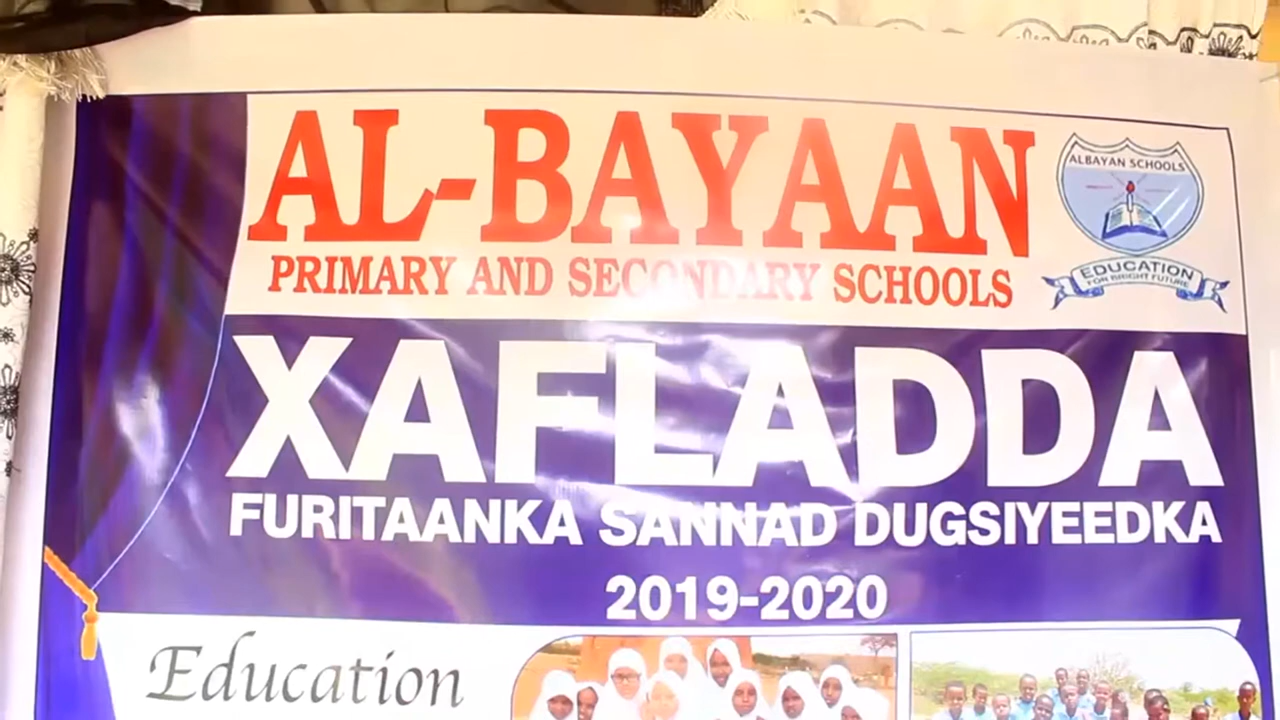 AL-BAYAAN
PRIMARY AND SECONDARY SCHOOLS
ALBAYAN SCHOOLS
EDUCATION
FOR BRIGHT FUTURE
XAFLADDA
FURITAANKA SANNAD DUGSIYEEDKA
2019-2020
Education